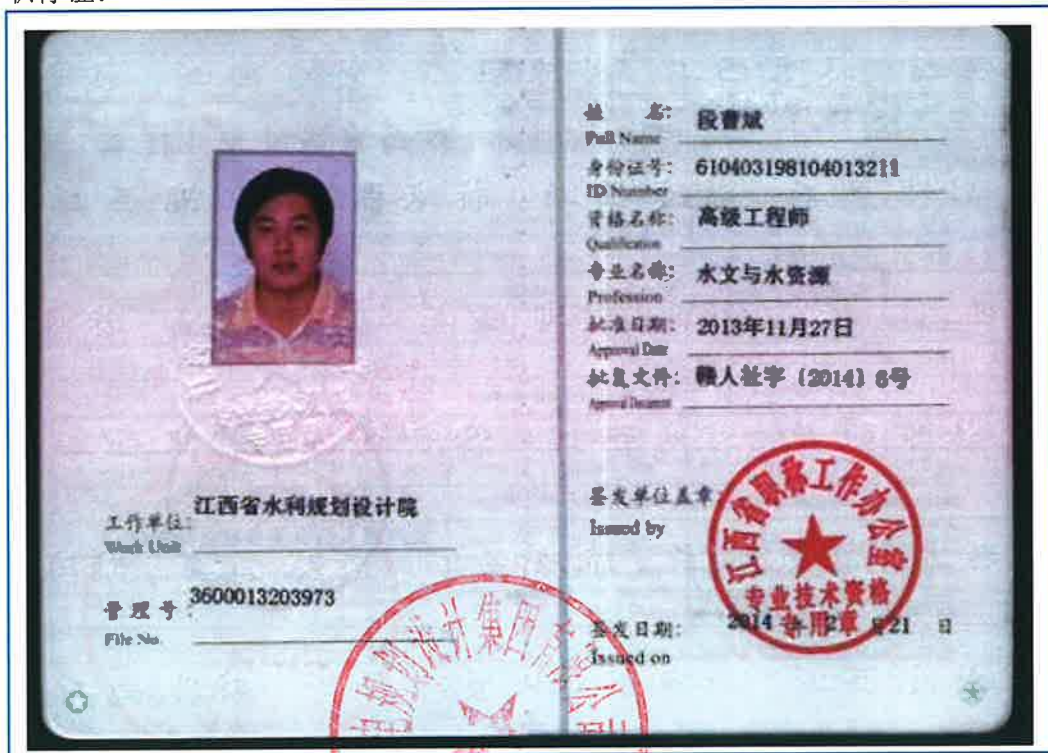 工作单位: 江西省水利规划设计院
Work Unit
管理号: 3600013203973
File No.
姓 名: 段曹斌
Full Name
身份证号: 610403198104013211
ID Number
资格名称: 高级工程师
Qualification
专业名称: 水文与水资源
Profession
批准日期: 2013年11月27日
Approval Date
批复文件: 赣人社字〔2014〕6号
Approval Document
签发单位盖章
Issued by
江西省职称工作办公室
专业技术资格
专用章
签发日期: 2014 年 2 月 21 日
Issued on